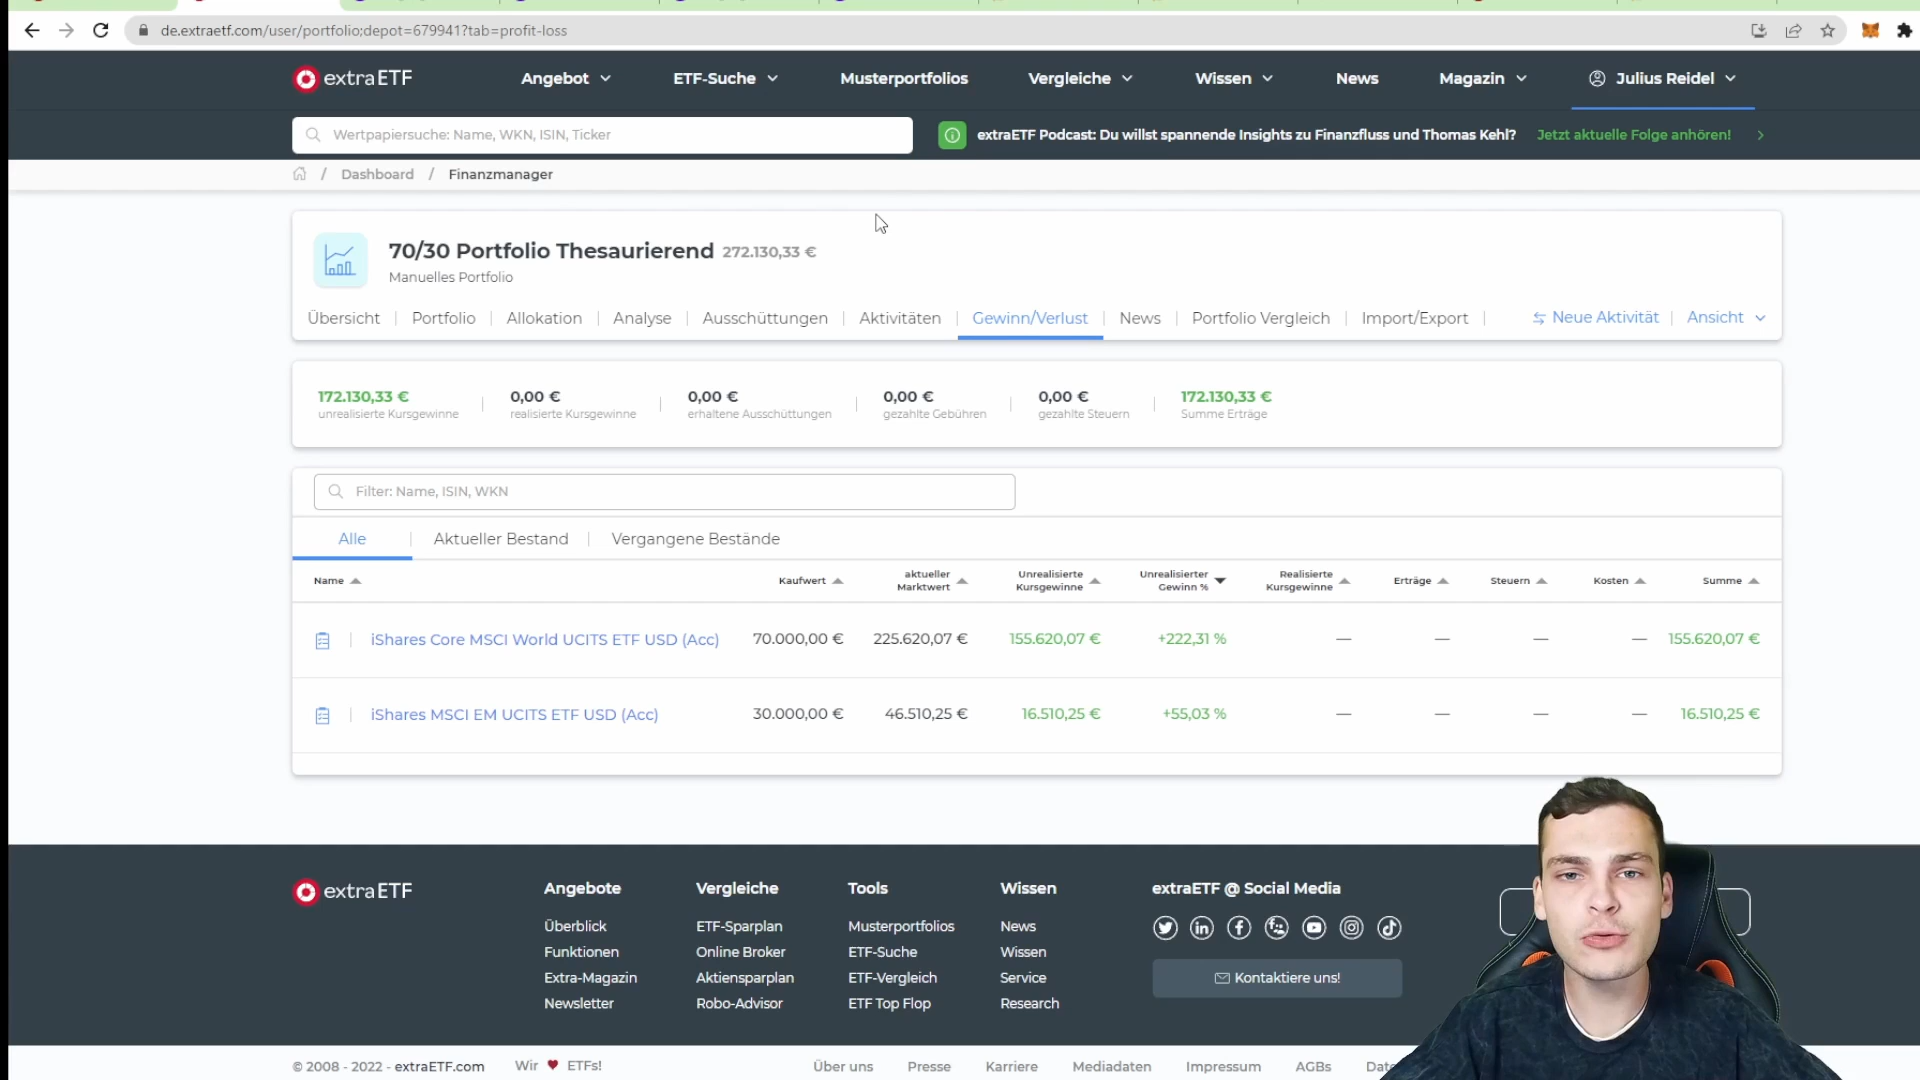 de.extraetf.com/user/portfolio;depot=679941?tab=profit-loss
extraETF Angebot ETF-Suche Musterportfolios Vergleiche Wissen News Magazin Julius Reidel
Wertpapiersuche: Name, WKN, ISIN, Ticker
extraETF Podcast: Du willst spannende Insights zu Finanzfluss und Thomas Kehl? Jetzt aktuelle Folge anhören!
/ Dashboard / Finanzmanager
70/30 Portfolio Thesaurierend 272.130,33 €
Manuelles Portfolio
Übersicht | Portfolio | Allokation | Analyse | Ausschüttungen | Aktivitäten | Gewinn/Verlust | News | Portfolio Vergleich | Import/Export | Neue Aktivität | Ansicht
172.130,33 € 0,00 € 0,00 € 0,00 € 0,00 € 172.130,33 €
unrealisierte Kursgewinne realisierte Kursgewinne erhaltene Ausschüttungen gezahlte Gebühren gezahlte Steuern Summe Erträge
Filter: Name, ISIN, WKN
Alle | Aktueller Bestand | Vergangene Bestände
Name Kaufwert aktueller Marktwert Unrealisierte Kursgewinne Unrealisierter Gewinn % Realisierte Kursgewinne Erträge Steuern Kosten Summe
iShares Core MSCI World UCITS ETF USD (Acc) 70.000,00 € 225.620,07 € 155.620,07 € +222,31 % — — — — 155.620,07 €
iShares MSCI EM UCITS ETF USD (Acc) 30.000,00 € 46.510,25 € 16.510,25 € +55,03 % — — — — 16.510,25 €
extraETF
Angebote Vergleiche Tools Wissen extraETF @ Social Media
Überblick ETF-Sparplan Musterportfolios News
Funktionen Online Broker ETF-Suche Wissen
Extra-Magazin Aktiensparplan ETF-Vergleich Service Kontaktiere uns!
Newsletter Robo-Advisor ETF Top Flop Research
© 2008 - 2022 - extraETF.com Wir ♥ ETFs! Über uns Presse Karriere Mediadaten Impressum AGBs